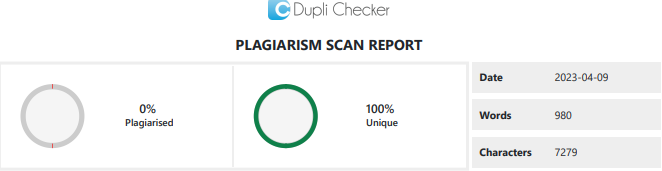 Dupli Checker
PLAGIARISM SCAN REPORT
0%
Plagiarised
100%
Unique
Date 2023-04-09
Words 980
Characters 7279